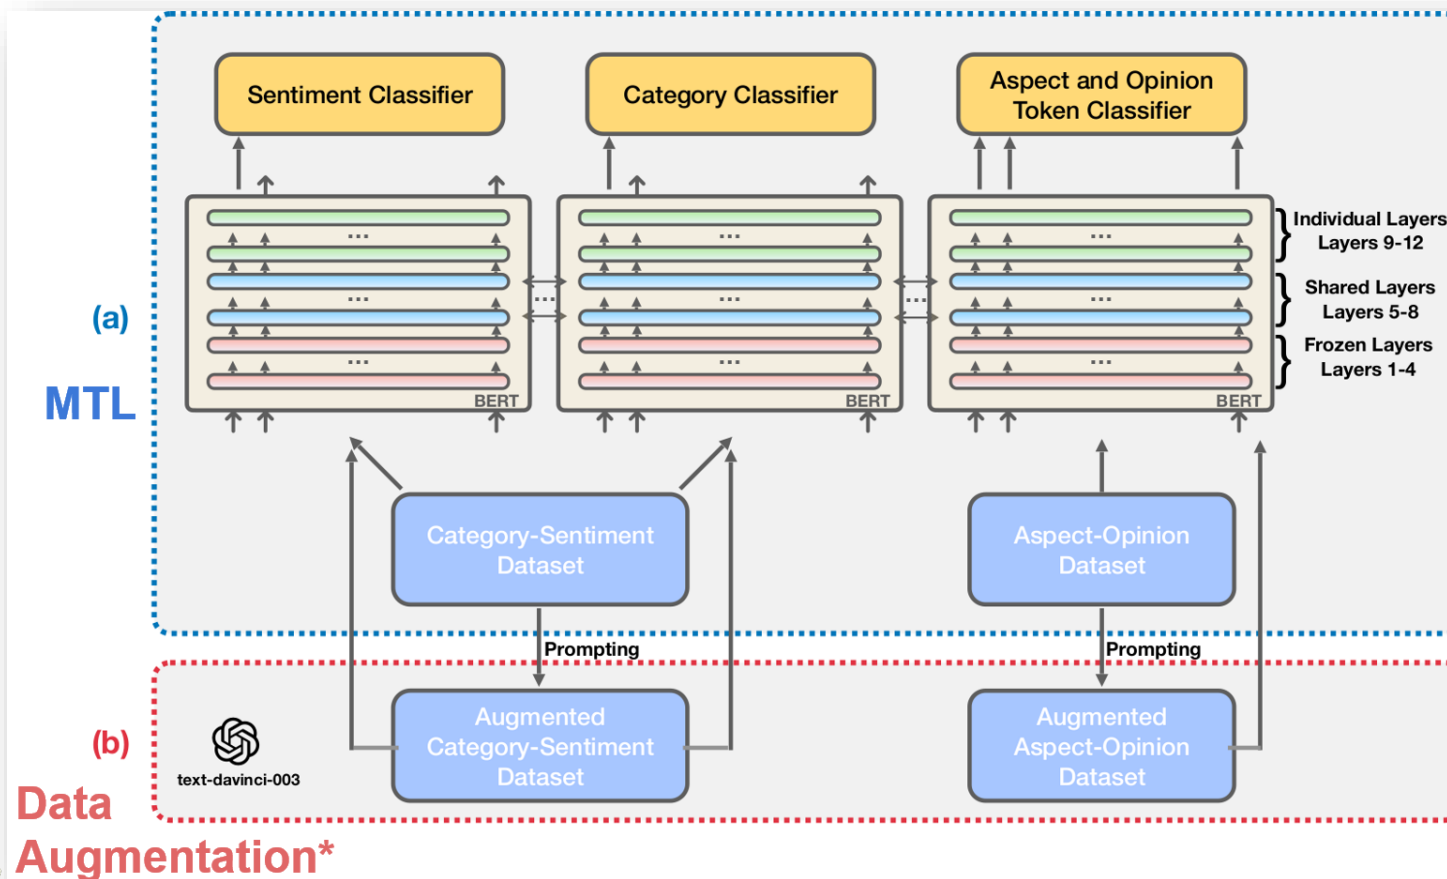 Sentiment Classifier
Category Classifier
Aspect and Opinion
Token Classifier
...
...
...
Individual Layers
Layers 9-12
...
...
...
...
...
Shared Layers
Layers 5-8
(a)
...
...
...
Frozen Layers
Layers 1-4
BERT
BERT
BERT
MTL
Category-Sentiment
Dataset
Aspect-Opinion
Dataset
Prompting
Prompting
(b)
text-davinci-003
Augmented
Category-Sentiment
Dataset
Augmented
Aspect-Opinion
Dataset
Data
Augmentation*